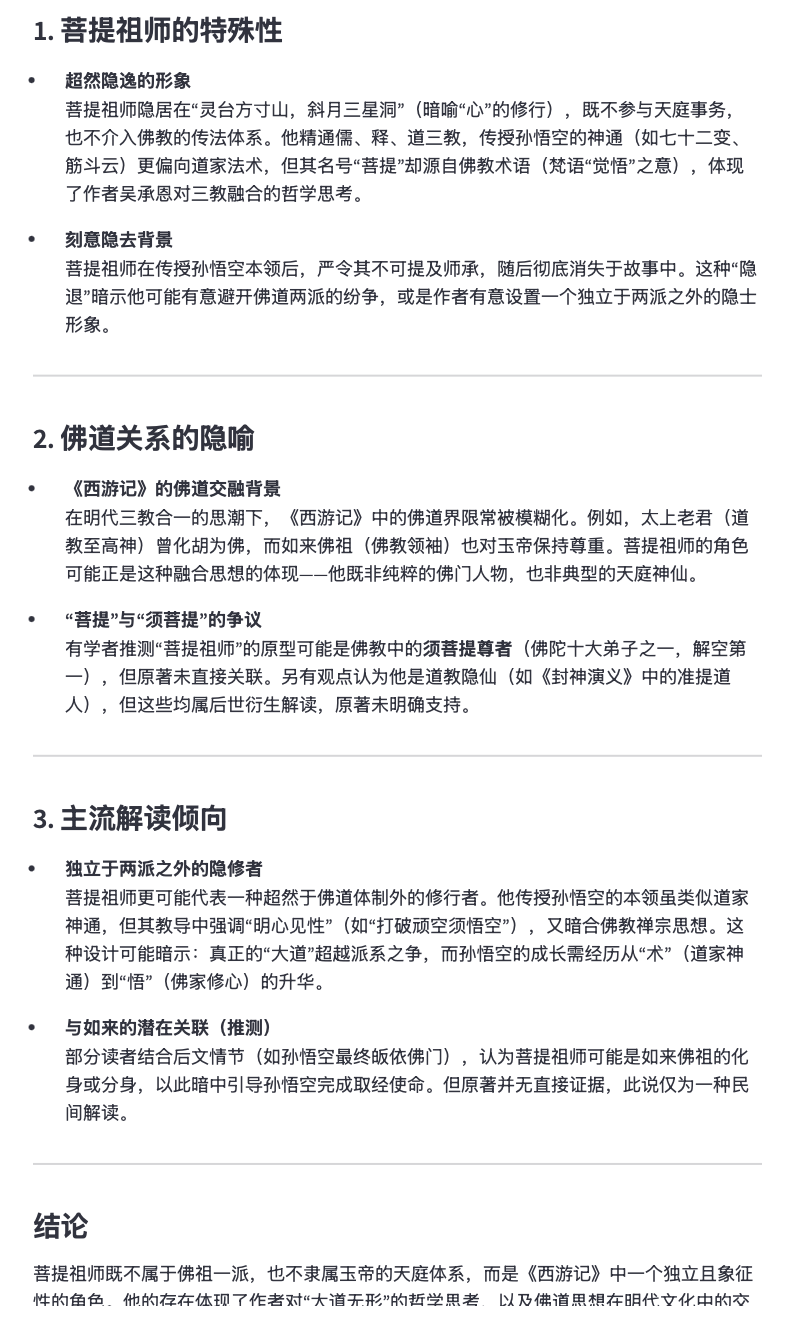 1. 菩提祖师的特殊性
• 超然隐逸的形象
菩提祖师隐居在“灵台方寸山，斜月三星洞”（暗喻“心”的修行），既不参与天庭事务，
也不介入佛教的传法体系。他精通儒、释、道三教，传授孙悟空的神通（如七十二变、
筋斗云）更偏向道家法术，但其名号“菩提”却源自佛教术语（梵语“觉悟”之意），体现
了作者吴承恩对三教融合的哲学思考。
• 刻意隐去背景
菩提祖师在传授孙悟空本领后，严令其不可提及师承，随后彻底消失于故事中。这种“隐
退”暗示他可能有意避开佛道两派的纷争，或是作者有意设置一个独立于两派之外的隐士
形象。
2. 佛道关系的隐喻
• 《西游记》的佛道交融背景
在明代三教合一的思潮下，《西游记》中的佛道界限常被模糊化。例如，太上老君（道
教至高神）曾化胡为佛，而如来佛祖（佛教领袖）也对玉帝保持尊重。菩提祖师的角色
可能正是这种融合思想的体现——他既非纯粹的佛门人物，也非典型的天庭神仙。
• “菩提”与“须菩提”的争议
有学者推测“菩提祖师”的原型可能是佛教中的须菩提尊者（佛陀十大弟子之一，解空第
一），但原著未直接关联。另有观点认为他是道教隐仙（如《封神演义》中的准提道
人），但这些均属后世衍生解读，原著未明确支持。
3. 主流解读倾向
• 独立于两派之外的隐修者
菩提祖师更可能代表一种超然于佛道体制外的修行者。他传授孙悟空的本领虽类似道家
神通，但其教导中强调“明心见性”（如“打破顽空须悟空”），又暗合佛教禅宗思想。这
种设计可能暗示：真正的“大道”超越派系之争，而孙悟空的成长需经历从“术”（道家神
通）到“悟”（佛家修心）的升华。
• 与如来的潜在关联（推测）
部分读者结合后文情节（如孙悟空最终皈依佛门），认为菩提祖师可能是如来佛祖的化
身或分身，以此暗中引导孙悟空完成取经使命。但原著并无直接证据，此说仅为一种民
间解读。
结论
菩提祖师既不属于佛祖一派，也不隶属玉帝的天庭体系，而是《西游记》中一个独立且象征
性的角色。他的存在体现了作者对“大道无形”的哲学思考，以及佛道思想在明代文化中的交